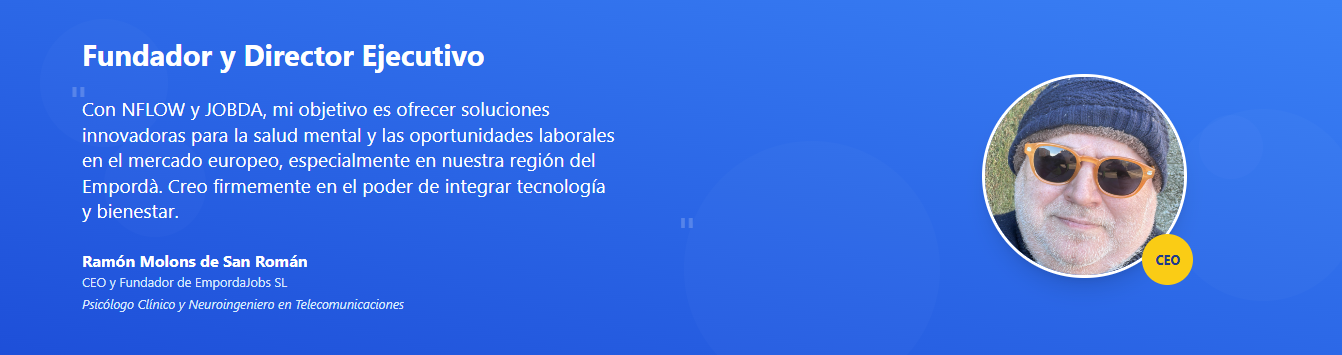 Fundador y Director Ejecutivo
"
Con NFLOW y JOBDA, mi objetivo es ofrecer soluciones
innovadoras para la salud mental y las oportunidades laborales
en el mercado europeo, especialmente en nuestra región del
Empordà. Creo firmemente en el poder de integrar tecnología
y bienestar.
"
Ramón Molons de San Román
CEO y Fundador de EmpordaJobs SL
Psicólogo Clínico y Neuroingeniero en Telecomunicaciones
CEO